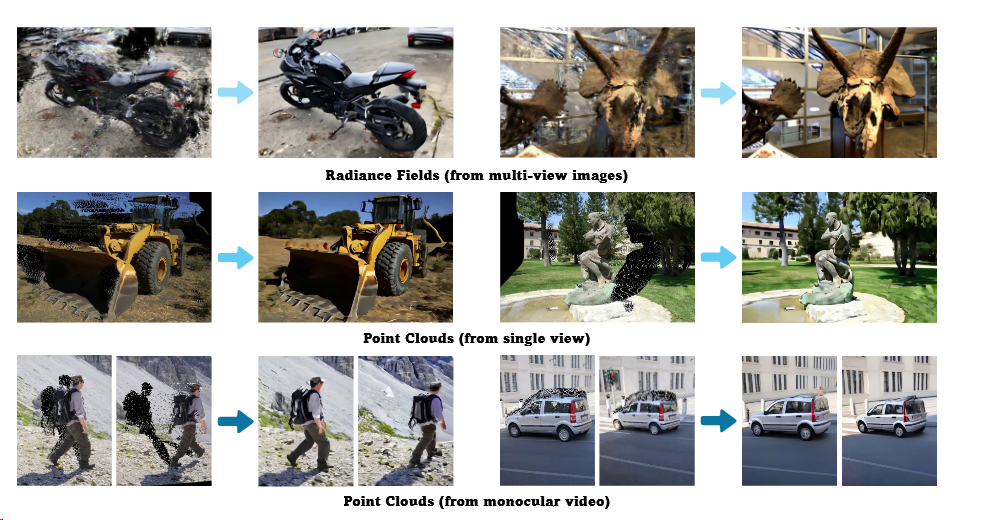 Radiance Fields (from multi-view images)
Point Clouds (from single view)
Point Clouds (from monocular video)